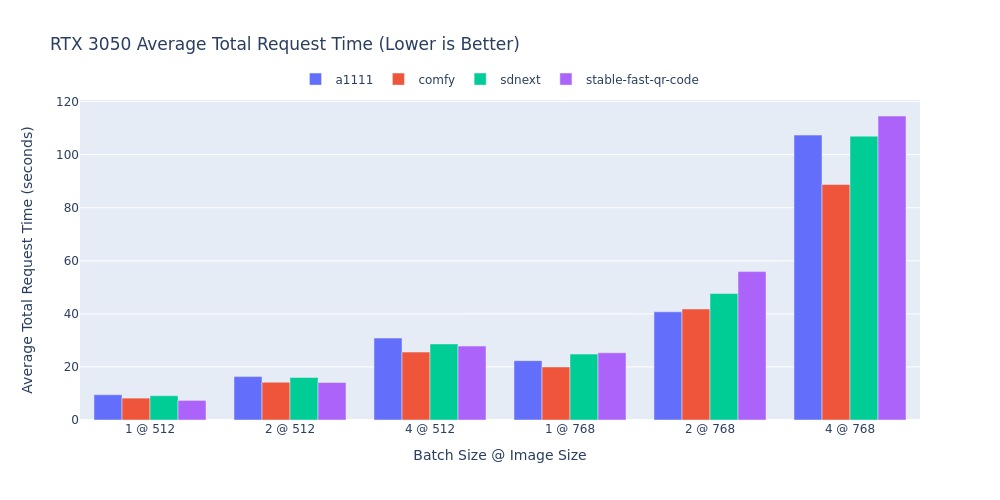 RTX 3050 Average Total Request Time (Lower is Better)
a1111 comfy sdnext stable-fast-qr-code
Average Total Request Time (seconds)
120
100
80
60
40
20
0
1 @ 512 2 @ 512 4 @ 512 1 @ 768 2 @ 768 4 @ 768
Batch Size @ Image Size